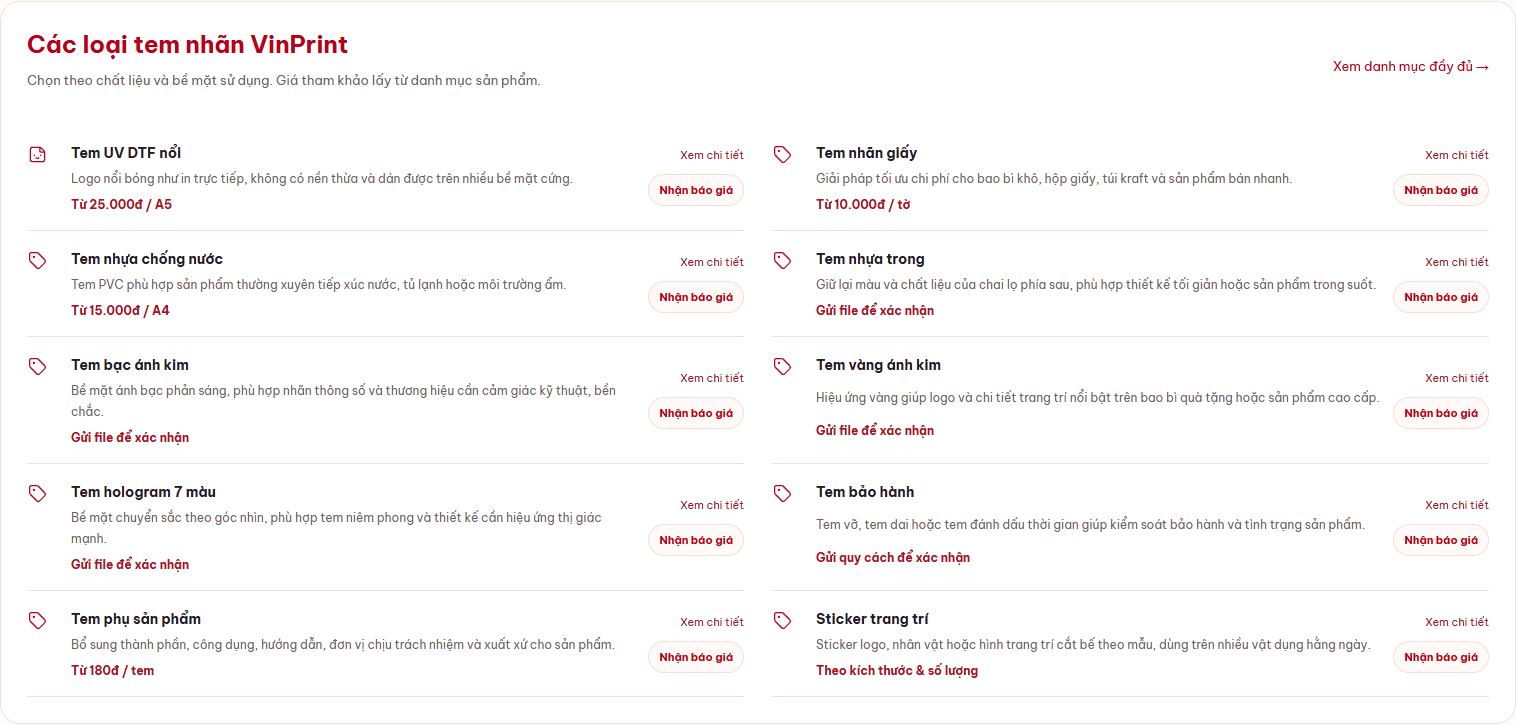 Các loại tem nhãn VinPrint
Chọn theo chất liệu và bề mặt sử dụng. Giá tham khảo lấy từ danh mục sản phẩm.
Xem danh mục đầy đủ →
Tem UV DTF nổi
Logo nổi bóng như in trực tiếp, không có nền thừa và dán được trên nhiều bề mặt cứng.
Từ 25.000đ / A5
Xem chi tiết
Nhận báo giá
Tem nhãn giấy
Giải pháp tối ưu chi phí cho bao bì khô, hộp giấy, túi kraft và sản phẩm bán nhanh.
Từ 10.000đ / tờ
Xem chi tiết
Nhận báo giá
Tem nhựa chống nước
Tem PVC phù hợp sản phẩm thường xuyên tiếp xúc nước, tủ lạnh hoặc môi trường ẩm.
Từ 15.000đ / A4
Xem chi tiết
Nhận báo giá
Tem nhựa trong
Giữ lại màu và chất liệu của chai lọ phía sau, phù hợp thiết kế tối giản hoặc sản phẩm trong suốt.
Gửi file để xác nhận
Xem chi tiết
Nhận báo giá
Tem bạc ánh kim
Bề mặt ánh bạc phản sáng, phù hợp nhãn thông số và thương hiệu cần cảm giác kỹ thuật, bền
chắc.
Gửi file để xác nhận
Xem chi tiết
Nhận báo giá
Tem vàng ánh kim
Hiệu ứng vàng giúp logo và chi tiết trang trí nổi bật trên bao bì quà tặng hoặc sản phẩm cao cấp.
Gửi file để xác nhận
Xem chi tiết
Nhận báo giá
Tem hologram 7 màu
Bề mặt chuyển sắc theo góc nhìn, phù hợp tem niêm phong và thiết kế cần hiệu ứng thị giác
mạnh.
Gửi file để xác nhận
Xem chi tiết
Nhận báo giá
Tem bảo hành
Tem vỡ, tem dai hoặc tem đánh dấu thời gian giúp kiểm soát bảo hành và tình trạng sản phẩm.
Gửi quy cách để xác nhận
Xem chi tiết
Nhận báo giá
Tem phụ sản phẩm
Bổ sung thành phần, công dụng, hướng dẫn, đơn vị chịu trách nhiệm và xuất xứ cho sản phẩm.
Từ 180đ / tem
Xem chi tiết
Nhận báo giá
Sticker trang trí
Sticker logo, nhân vật hoặc hình trang trí cắt bế theo mẫu, dùng trên nhiều vật dụng hằng ngày.
Theo kích thước & số lượng
Xem chi tiết
Nhận báo giá